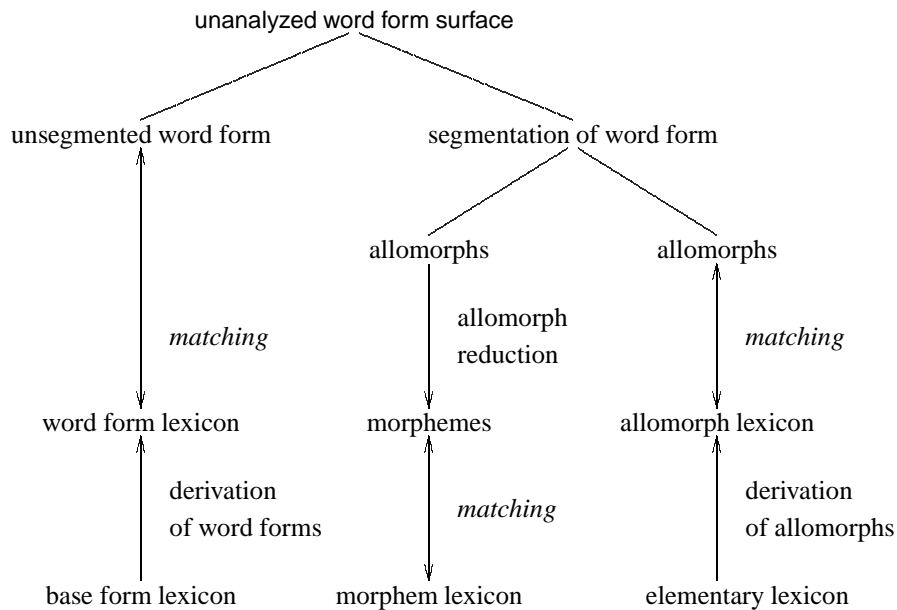 unanalyzed word form surface
unsegmented word form
segmentation of word form
allomorphs
allomorphs
matching
allomorph
reduction
matching
word form lexicon
morphemes
allomorph lexicon
derivation
of word forms
matching
derivation
of allomorphs
base form lexicon
morphem lexicon
elementary lexicon